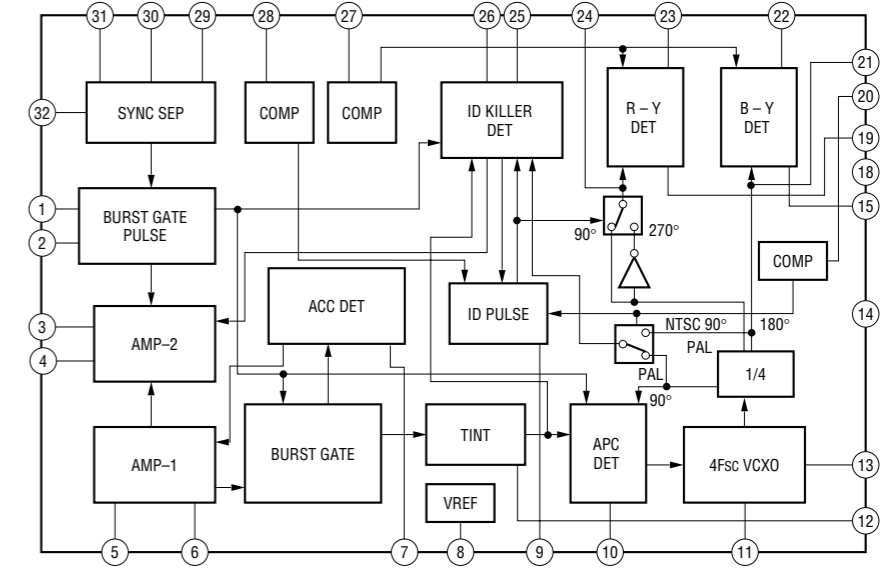 31 30 29 28 27 26 25 24 23 22
21
20
19
18
15
14
13
12
32
1
2
3
4
5 6 7 8 9 10 11
SYNC SEP
COMP
COMP
ID KILLER
DET
R – Y
DET
B – Y
DET
BURST GATE
PULSE
90°
270°
COMP
ACC DET
ID PULSE
AMP–2
NTSC 90°
180°
PAL
PAL
90°
1/4
AMP–1
BURST GATE
TINT
APC
DET
4FSC VCXO
VREF